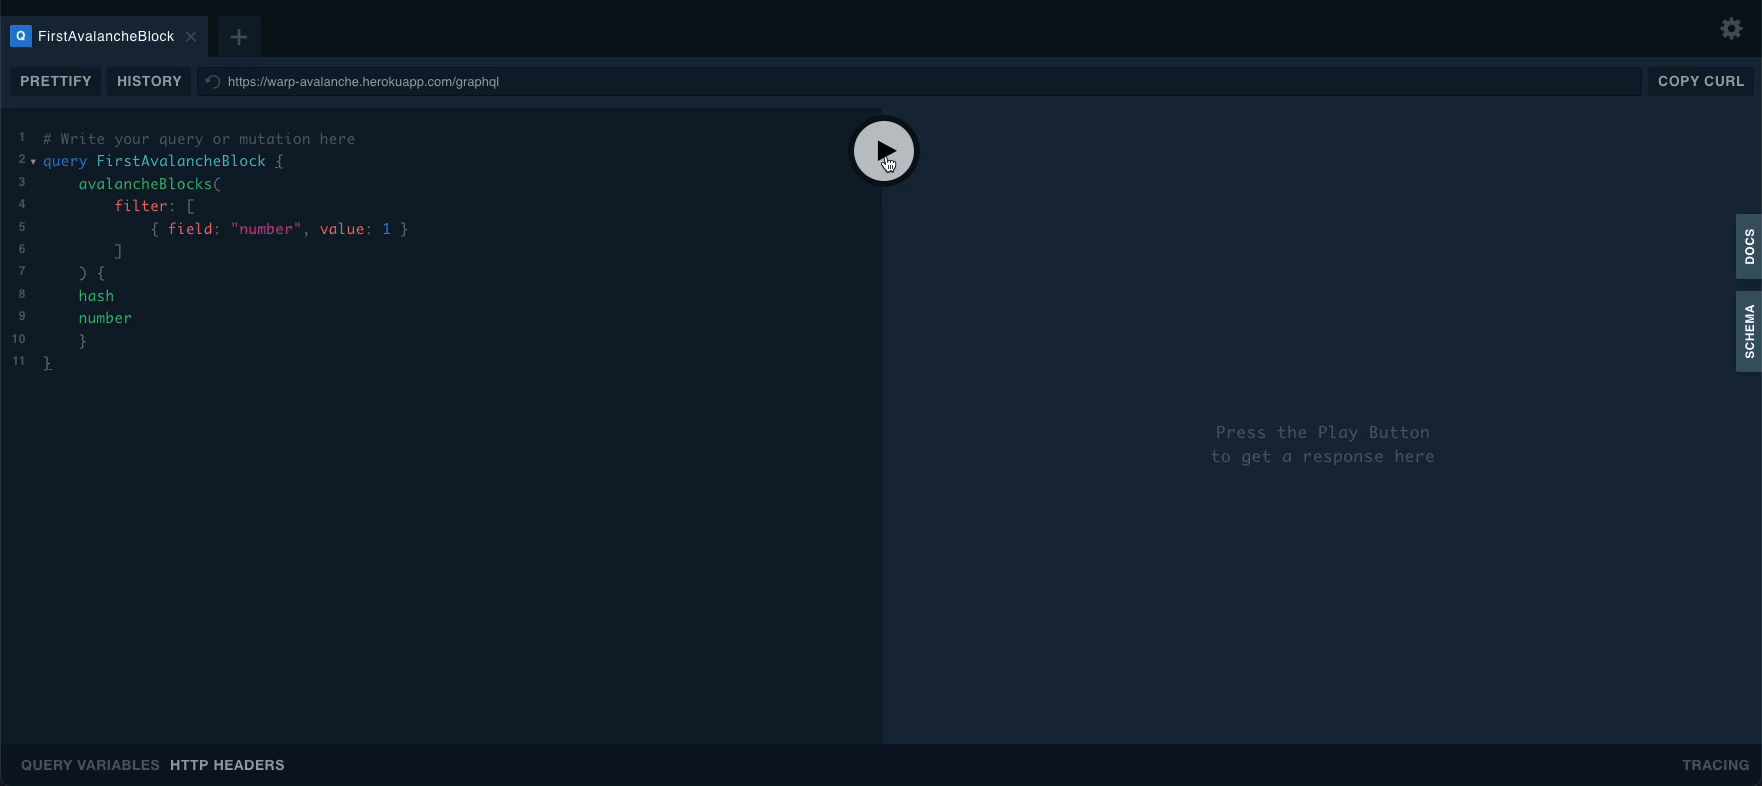 Q FirstAvalancheBlock
PRETTIFY HISTORY https://warp-avalanche.herokuapp.com/graphql COPY CURL
1 # Write your query or mutation here
2 query FirstAvalancheBlock {
3 avalancheBlocks(
4 filter: [
5 { field: "number", value: 1 }
6 ]
7 ) {
8 hash
9 number
10 }
11 }
Press the Play Button
to get a response here
DOCS
SCHEMA
QUERY VARIABLES HTTP HEADERS TRACING